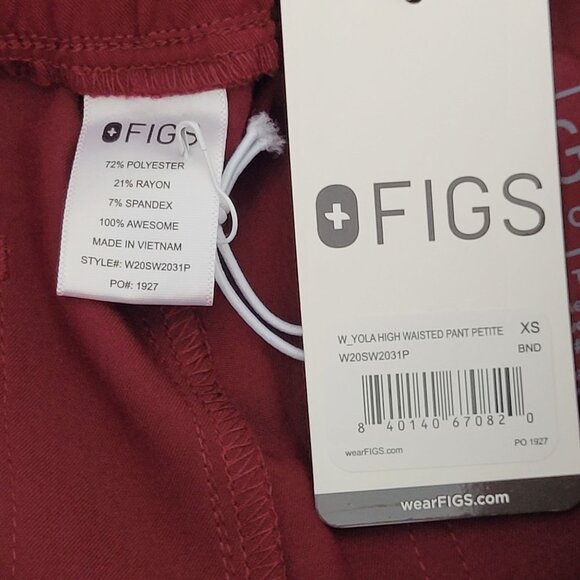 FIGS
72% POLYESTER
21% RAYON
7% SPANDEX
100% AWESOME
MADE IN VIETNAM
STYLE#: W20SW2031P
PO#: 1927
FIGS
W_YOLA HIGH WAISTED PANT PETITE XS
W20SW2031P BND
8 40140 67082 0
wearFIGS.com PO 1927
wearFIGS.com